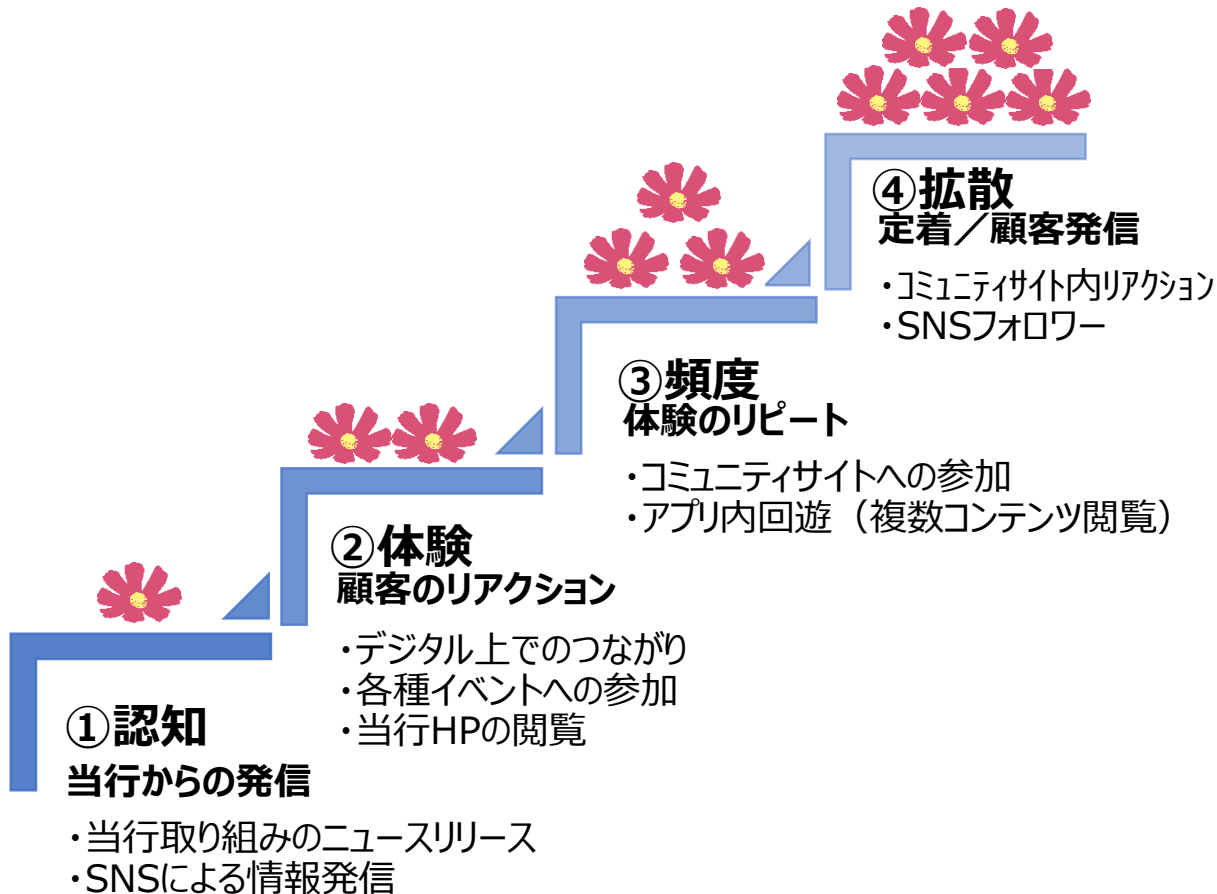 ①認知
当行からの発信
・当行取り組みのニュースリリース
・SNSによる情報発信
②体験
顧客のリアクション
・デジタル上でのつながり
・各種イベントへの参加
・当行HPの閲覧
③頻度
体験のリピート
・コミュニティサイトへの参加
・アプリ内回遊（複数コンテンツ閲覧）
④拡散
定着／顧客発信
・コミュニティサイト内リアクション
・SNSフォロワー